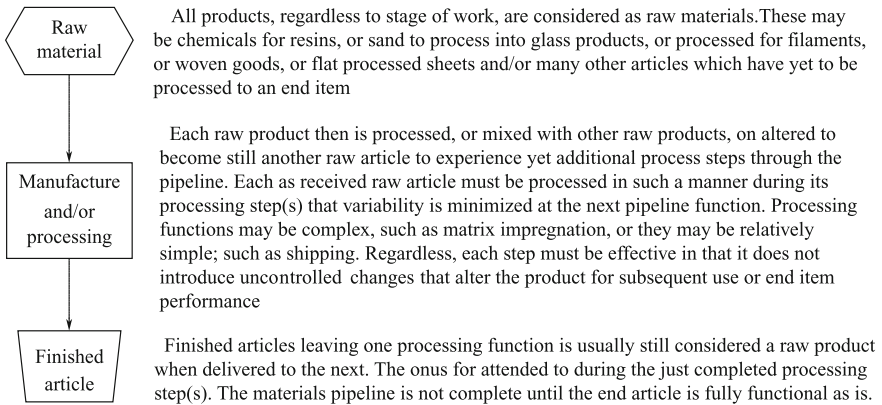 Raw
material
All products, regardless to stage of work, are considered as raw materials.These may
be chemicals for resins, or sand to process into glass products, or processed for filaments,
or woven goods, or flat processed sheets and/or many other articles which have yet to be
processed to an end item
Manufacture
and/or
processing
Each raw product then is processed, or mixed with other raw products, on altered to
become still another raw article to experience yet additional process steps through the
pipeline. Each as received raw article must be processed in such a manner during its
processing step(s) that variability is minimized at the next pipeline function. Processing
functions may be complex, such as matrix impregnation, or they may be relatively
simple; such as shipping. Regardless, each step must be effective in that it does not
introduce uncontrolled changes that alter the product for subsequent use or end item
performance
Finished
article
Finished articles leaving one processing function is usually still considered a raw product
when delivered to the next. The onus for attended to during the just completed processing
step(s). The materials pipeline is not complete until the end article is fully functional as is.